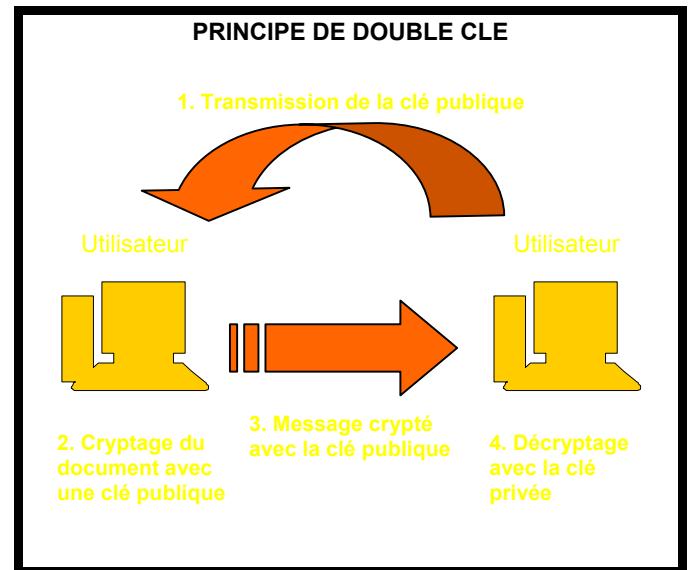 PRINCIPE DE DOUBLE CLE
1. Transmission de la clé publique
Utilisateur
Utilisateur
2. Cryptage du
document avec
une clé publique
3. Message crypté
avec la clé publique
4. Décryptage
avec la clé
privée